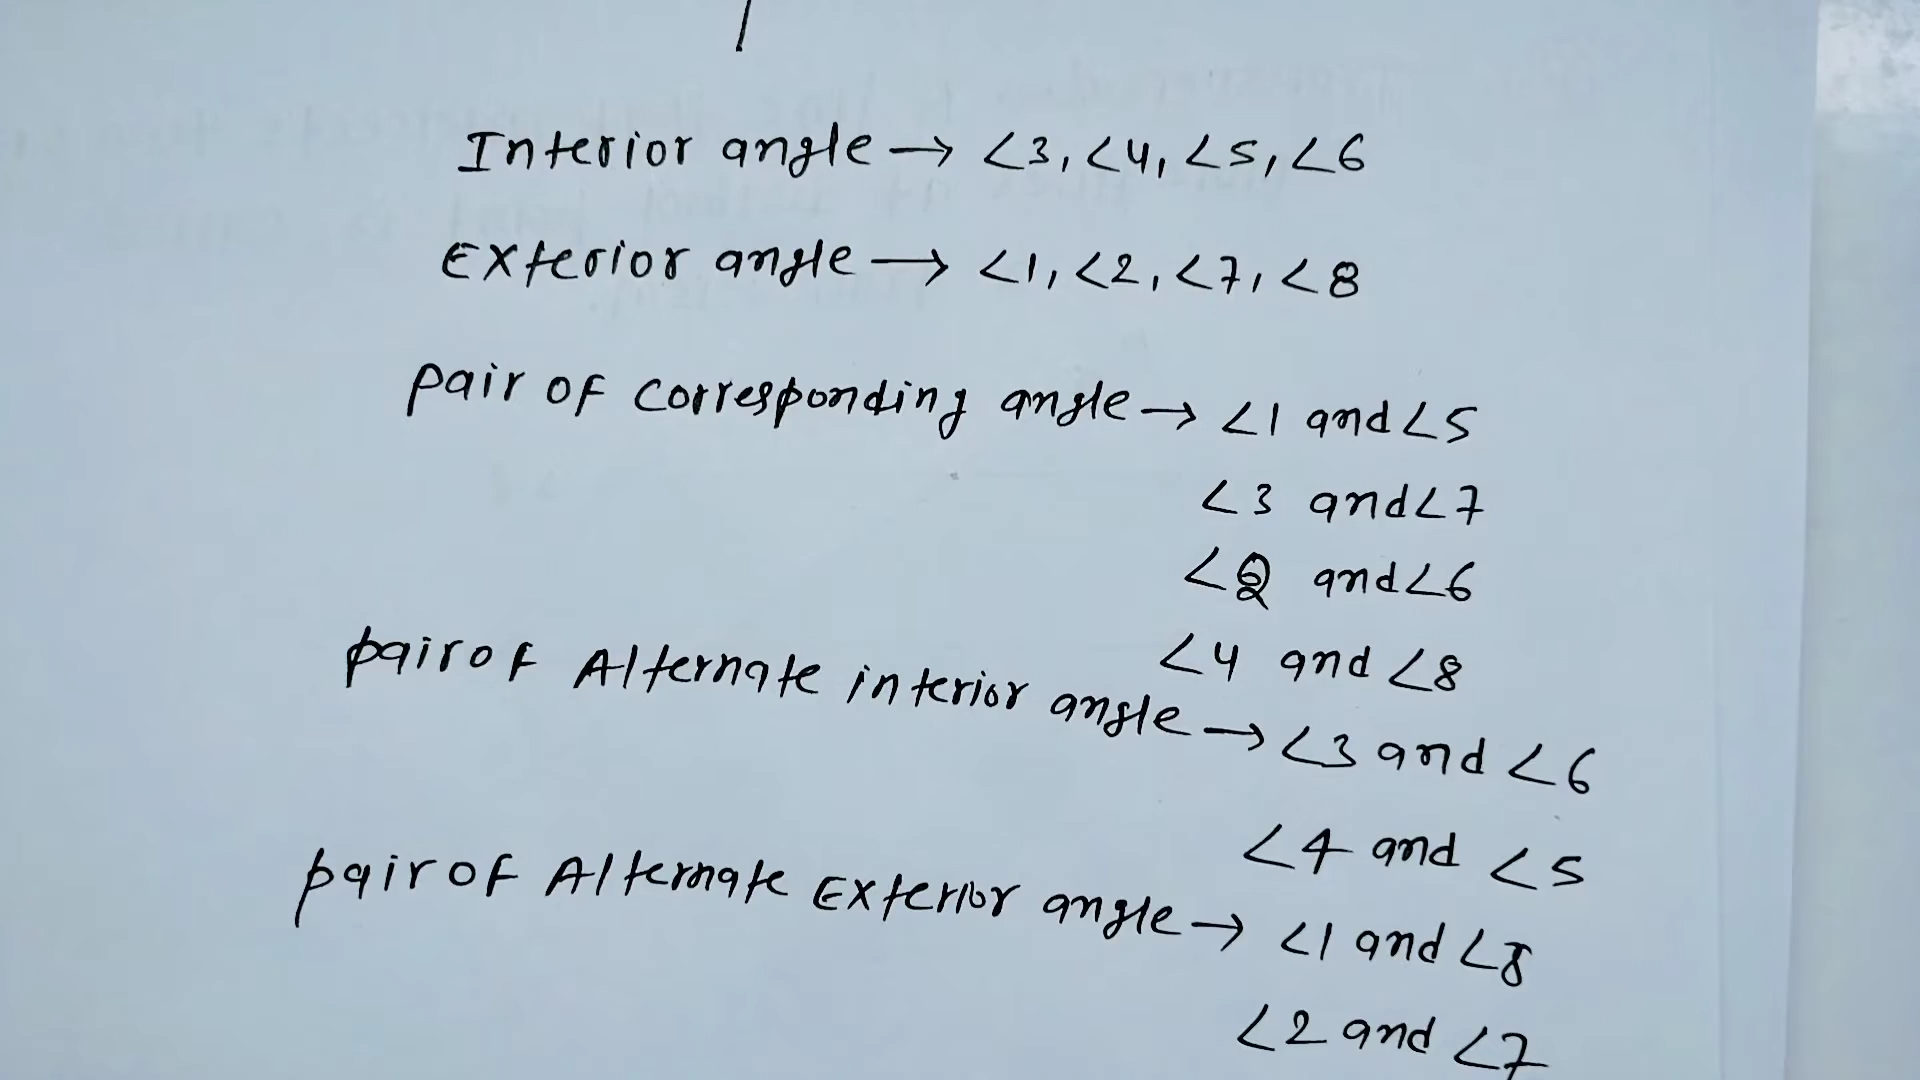 Interior angle → ∠3, ∠4, ∠5, ∠6
Exterior angle → ∠1, ∠2, ∠7, ∠8
pair of corresponding angle → ∠1 and ∠5
∠3 and ∠7
∠2 and ∠6
∠4 and ∠8
pair of Alternate interior angle → ∠3 and ∠6
∠4 and ∠5
pair of Alternate Exterior angle → ∠1 and ∠8
∠2 and ∠7